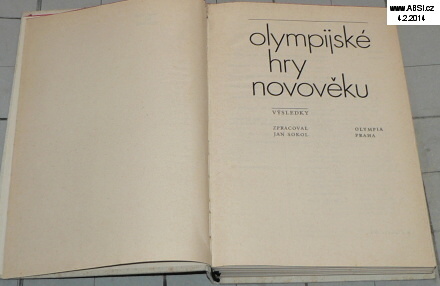 www.ABSI.cz
4.2.2014
olympijské
hry
novověku
VÝSLEDKY
ZPRACOVAL
JAN SOKOL
OLYMPIA
PRAHA